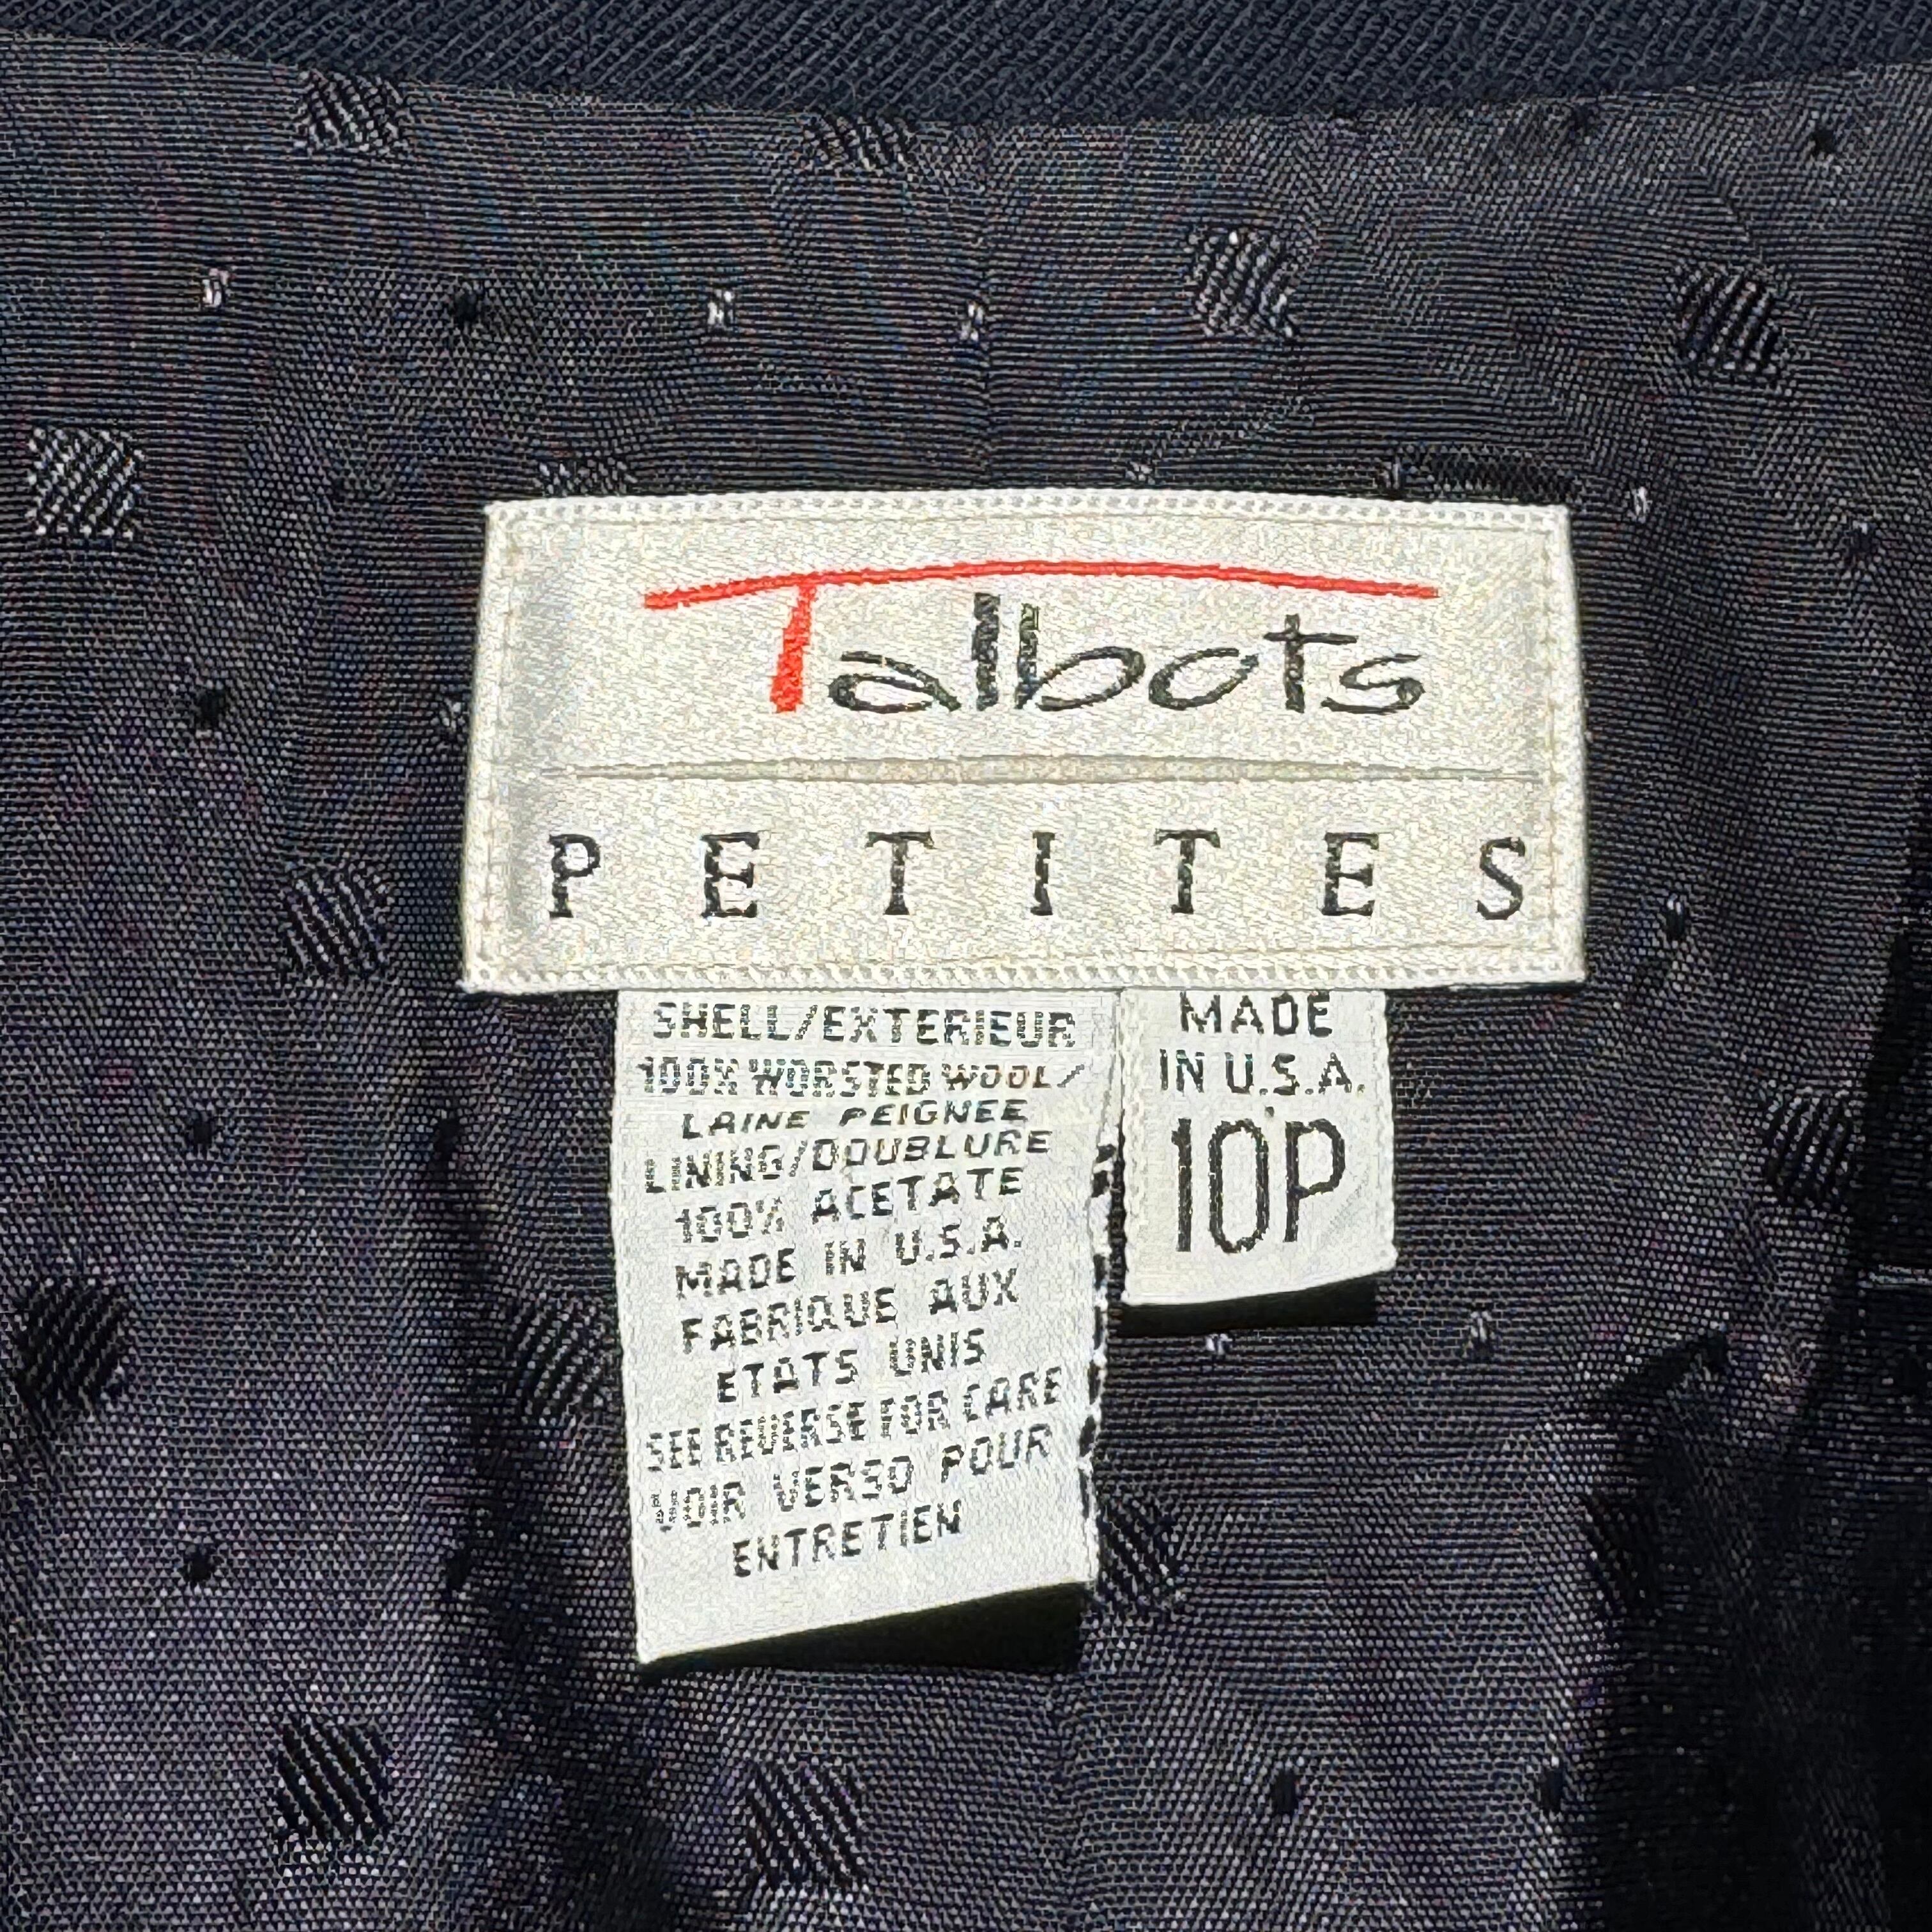 Talbots
PETITES
SHELL/EXTERIEUR
100% WORSTED WOOL/
LAINE PEIGNEE
LINING/DOUBLURE
100% ACETATE
MADE IN U.S.A.
FABRIQUE AUX
ETATS UNIS
SEE REVERSE FOR CARE
VOIR VERSO POUR
ENTRETIEN
MADE
IN U.S.A.
10P